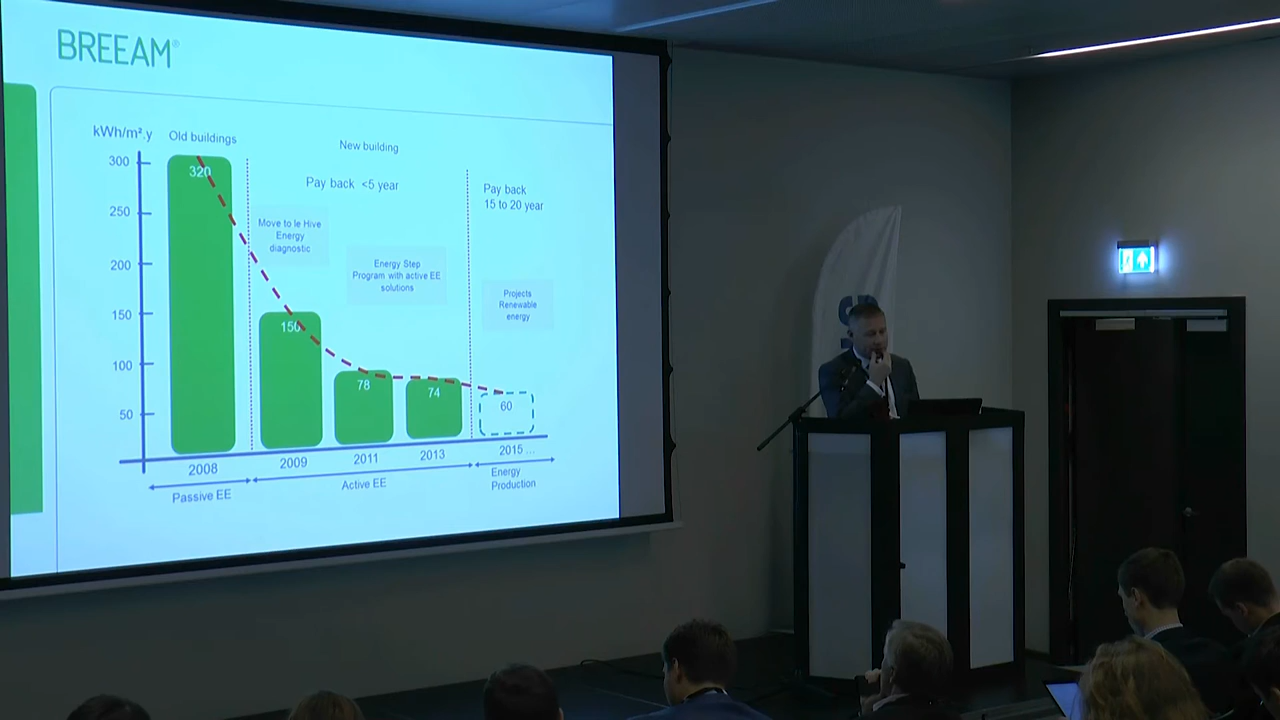 BREEAM®
kWh/m².y
Old buildings
New building
300
320
Pay back <5 year
Pay back
15 to 20 year
250
Move to le Hive
Energy
diagnostic
200
Energy Step
Program with active EE
solutions
Projects
Renewable
energy
150
150
100
78
74
60
50
2008
2009
2011
2013
2015 ...
Passive EE
Active EE
Energy
Production